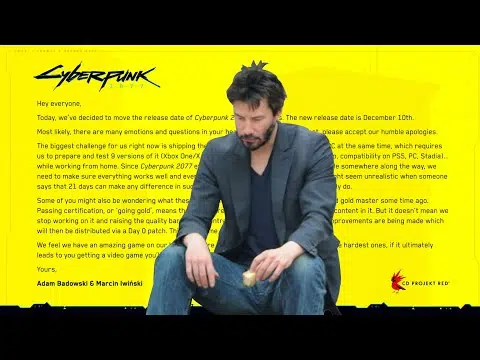 Cyberpunk
2077
Hey everyone,
Today, we've decided to move the release date of Cyberpunk 2 The new release date is December 10th.
Most likely, there are many emotions and questions in your hea please accept our humble apologies.
The biggest challenge for us right now is shipping the C at the same time, which requires
us to prepare and test 9 versions of it (Xbox One/X compatibility on PS5, PC, Stadia)...
while working from home. Since Cyberpunk 2077 e somewhere along the way, we
need to make sure everything works well and eve ght seem unrealistic when someone
says that 21 days can make any difference in suc do.
Some of you might also be wondering what thes d gold master some time ago.
Passing certification, or 'going gold', means th content in it. But it doesn't mean we
stop working on it and raising the quality bar. rovements are being made which
will then be distributed via a Day 0 patch. Th
We feel we have an amazing game on our e hardest ones, if it ultimately
leads to you getting a video game you'
Yours,
Adam Badowski & Marcin Iwiński
CD PROJEKT RED